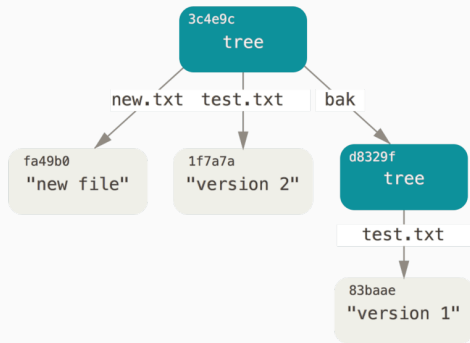 3c4e9c
tree
new.txt test.txt bak
fa49b0
"new file"
1f7a7a
"version 2"
d8329f
tree
test.txt
83baae
"version 1"